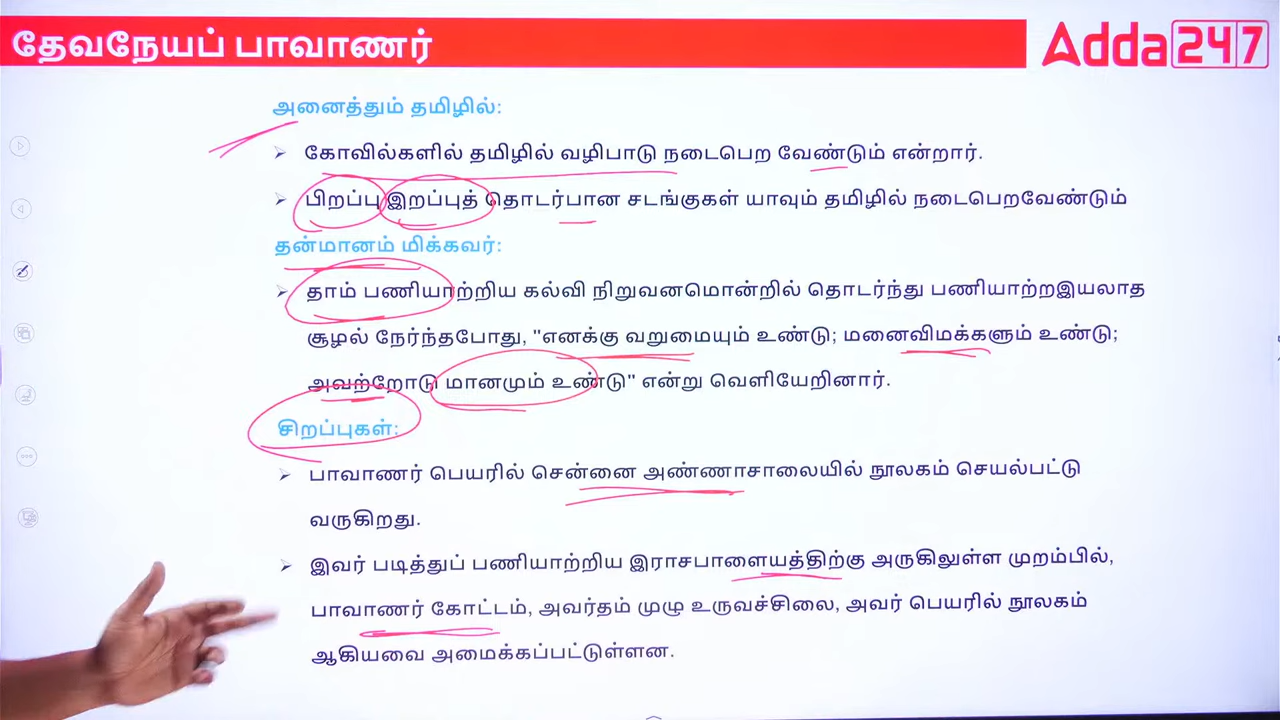 தேவநேயப் பாவாணர்
Adda247
அனைத்தும் தமிழில்:
கோவில்களில் தமிழில் வழிபாடு நடைபெற வேண்டும் என்றார்.
பிறப்பு இறப்புத் தொடர்பான சடங்குகள் யாவும் தமிழில் நடைபெறவேண்டும்
தன்மானம் மிக்கவர்:
தாம் பணியாற்றிய கல்வி நிறுவனமொன்றில் தொடர்ந்து பணியாற்றஇயலாத
சூழல் நேர்ந்தபோது, "எனக்கு வறுமையும் உண்டு; மனைவிமக்களும் உண்டு;
அவற்றோடு மானமும் உண்டு" என்று வெளியேறினார்.
சிறப்புகள்:
பாவாணர் பெயரில் சென்னை அண்ணாசாலையில் நூலகம் செயல்பட்டு
வருகிறது.
இவர் படித்துப் பணியாற்றிய இராசபாளையத்திற்கு அருகிலுள்ள முறம்பில்,
பாவாணர் கோட்டம், அவர்தம் முழு உருவச்சிலை, அவர் பெயரில் நூலகம்
ஆகியவை அமைக்கப்பட்டுள்ளன.